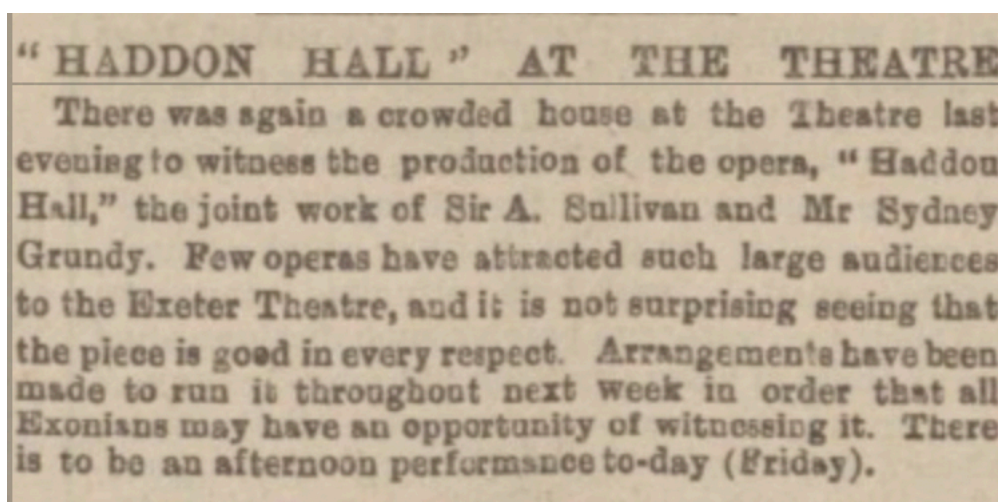 “ HADDON HALL ” AT THE THEATRE
There was again a crowded house at the Theatre last
evening to witness the production of the opera, “ Haddon
Hall,” the joint work of Sir A. Sullivan and Mr Sydney
Grundy. Few operas have attracted such large audiences
to the Exeter Theatre, and it is not surprising seeing that
the piece is good in every respect. Arrangements have been
made to run it throughout next week in order that all
Exonians may have an opportunity of witnessing it. There
is to be an afternoon performance to-day (Friday).